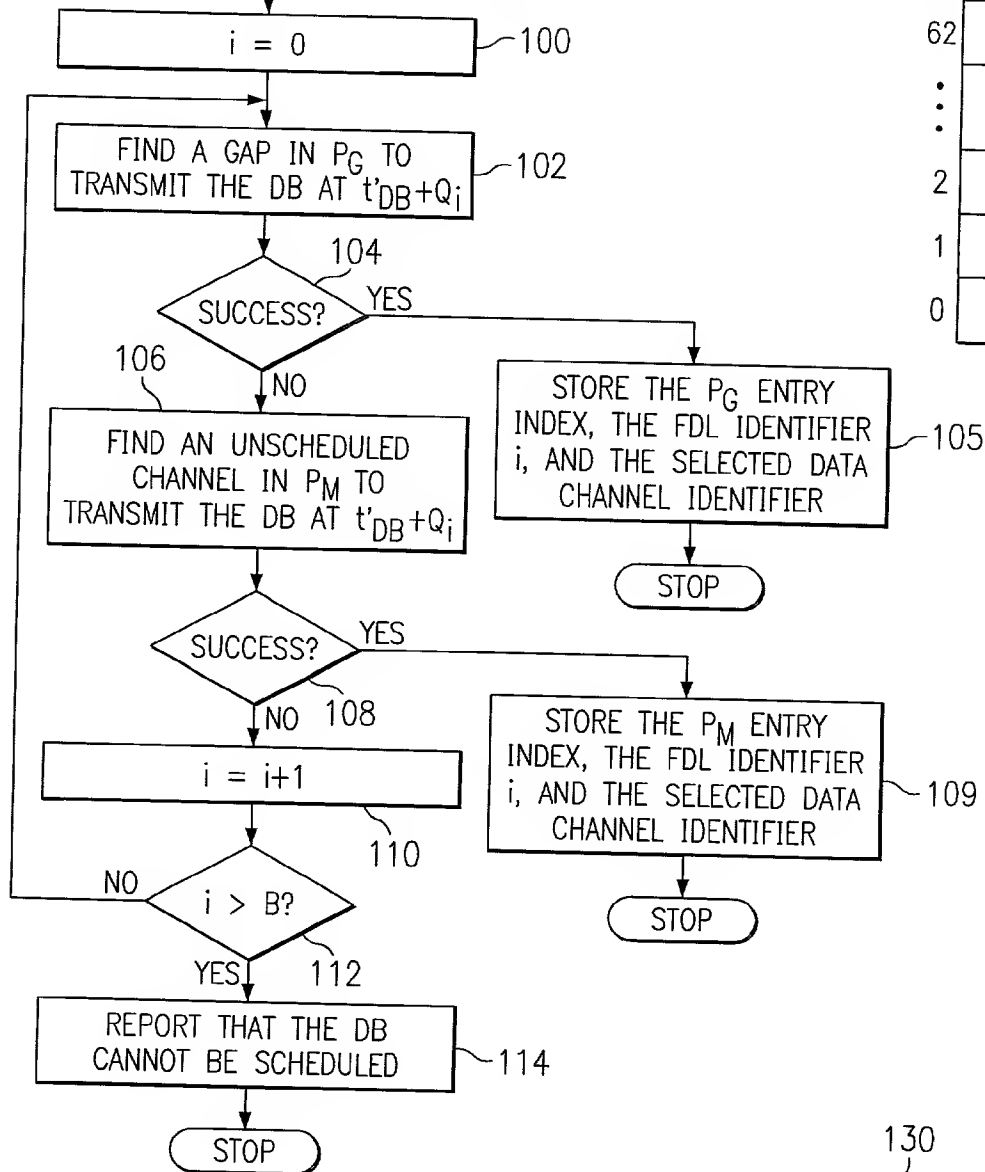 i = 0
100
FIND A GAP IN P_G TO
TRANSMIT THE DB AT t'_DB+Q_i
102
104
SUCCESS?
YES
NO
STORE THE P_G ENTRY
INDEX, THE FDL IDENTIFIER
i, AND THE SELECTED DATA
CHANNEL IDENTIFIER
105
STOP
106
FIND AN UNSCHEDULED
CHANNEL IN P_M TO
TRANSMIT THE DB AT t'_DB+Q_i
SUCCESS?
YES
108
NO
STORE THE P_M ENTRY
INDEX, THE FDL IDENTIFIER
i, AND THE SELECTED DATA
CHANNEL IDENTIFIER
109
STOP
i = i+1
110
NO
i > B?
112
YES
REPORT THAT THE DB
CANNOT BE SCHEDULED
114
STOP
62
2
1
0
130